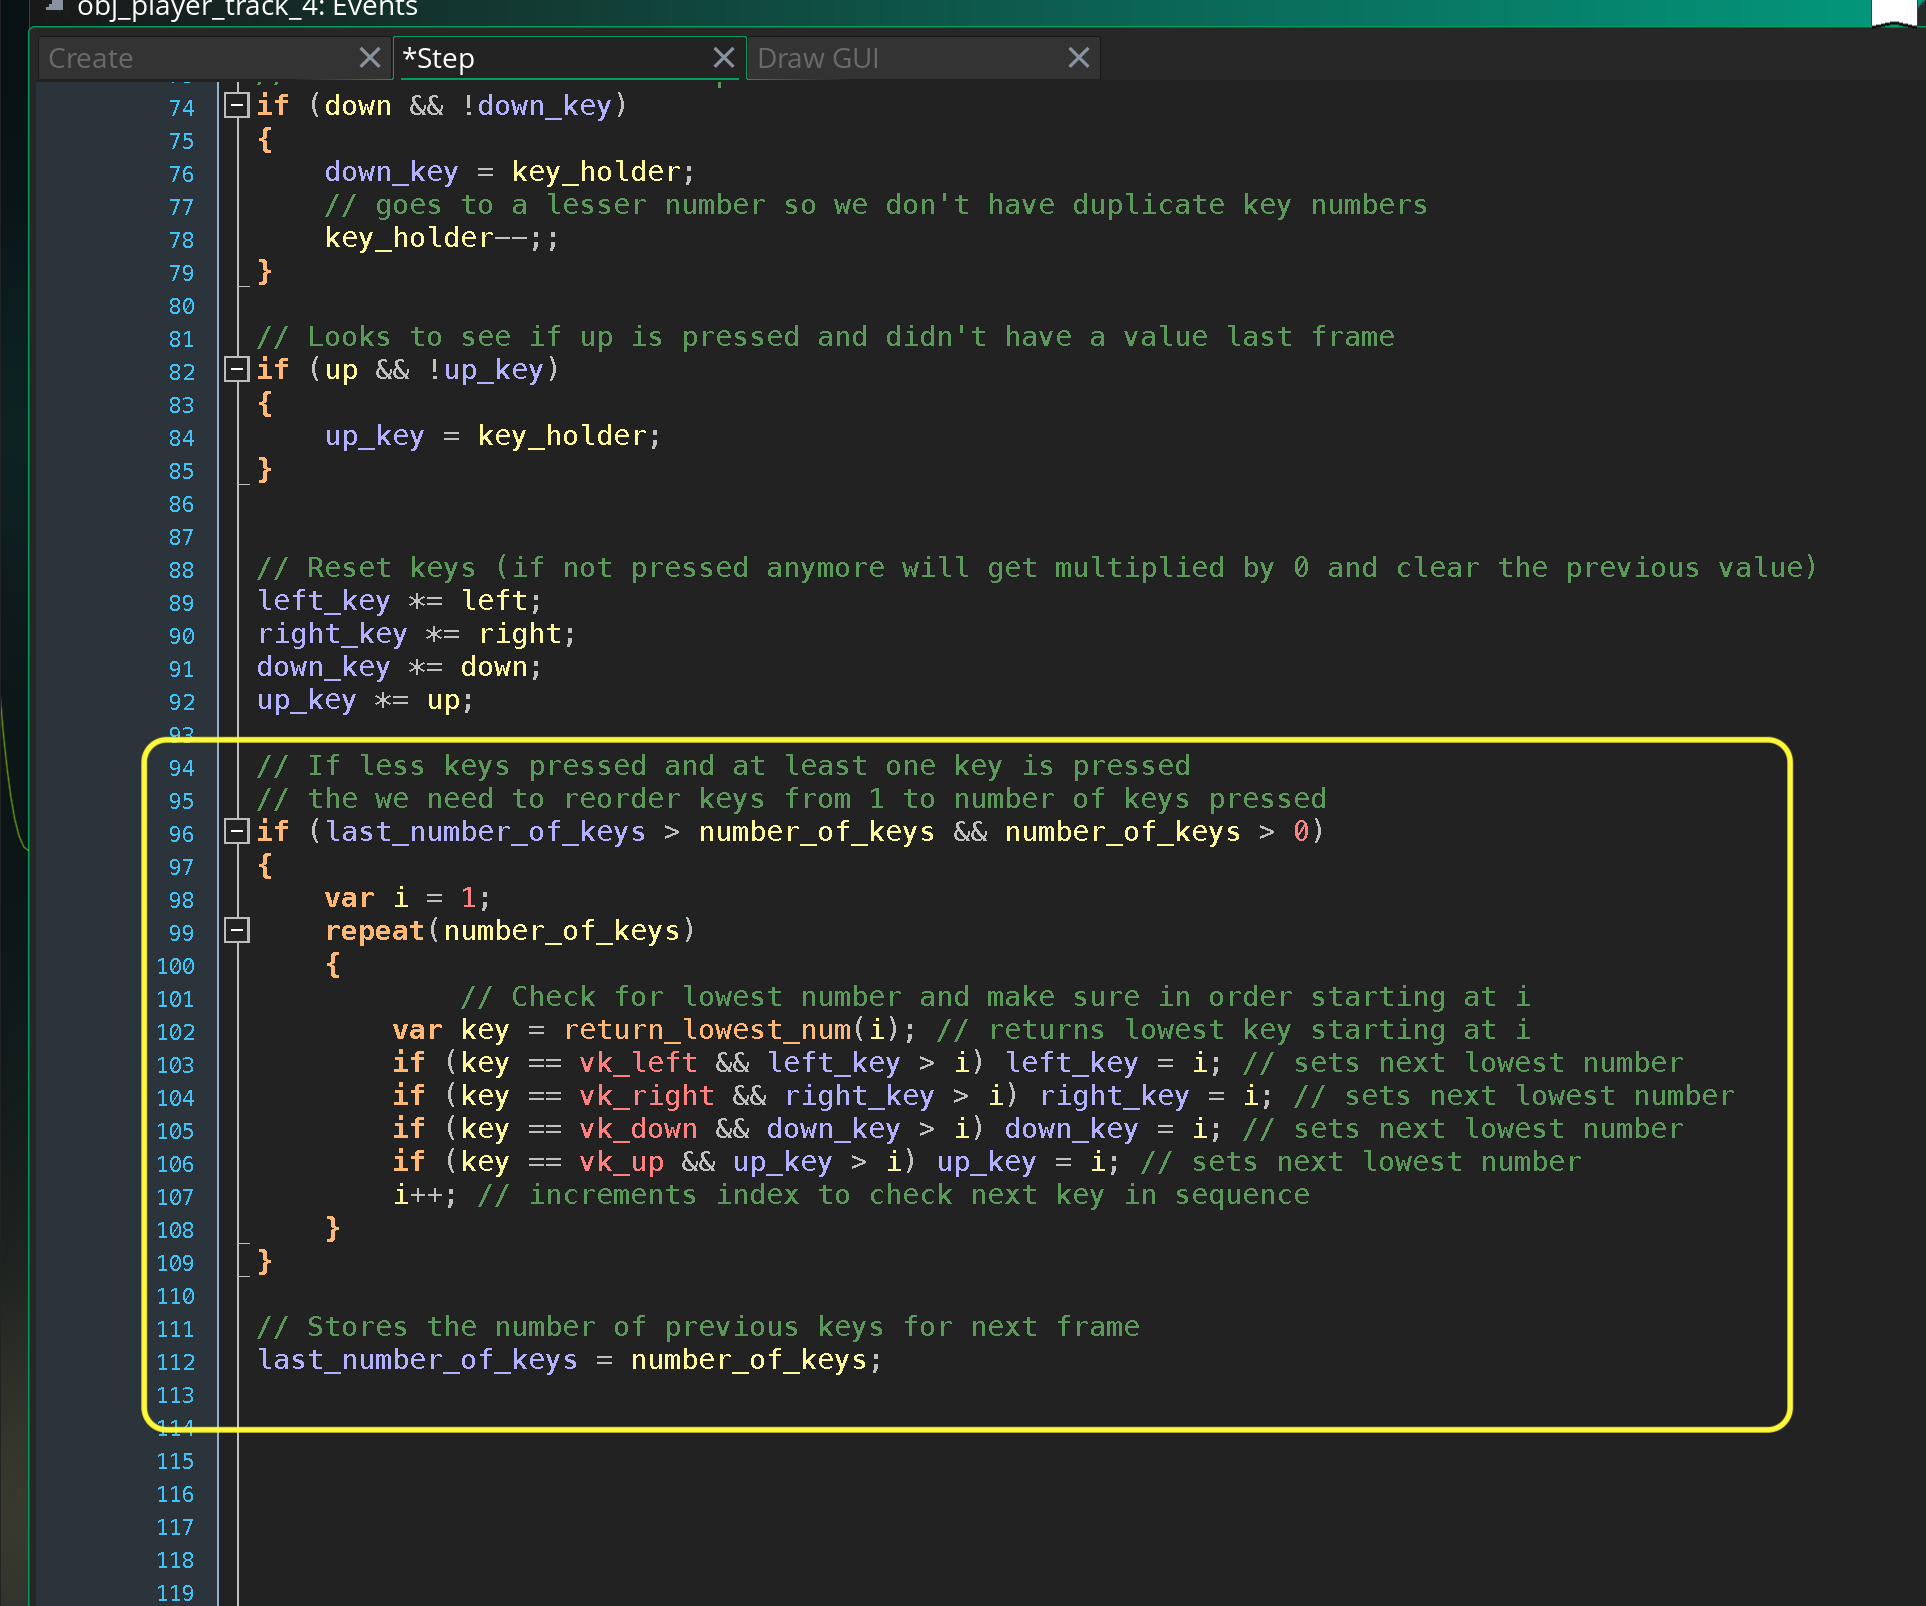 obj_player_track_4: Events
Create
*Step
Draw GUI
74 if (down && !down_key)
75 {
76 down_key = key_holder;
77 // goes to a lesser number so we don't have duplicate key numbers
78 key_holder--;;
79 }
80
81 // Looks to see if up is pressed and didn't have a value last frame
82 if (up && !up_key)
83 {
84 up_key = key_holder;
85 }
86
87
88 // Reset keys (if not pressed anymore will get multiplied by 0 and clear the previous value)
89 left_key *= left;
90 right_key *= right;
91 down_key *= down;
92 up_key *= up;
93
94 // If less keys pressed and at least one key is pressed
95 // the we need to reorder keys from 1 to number of keys pressed
96 if (last_number_of_keys > number_of_keys && number_of_keys > 0)
97 {
98 var i = 1;
99 repeat(number_of_keys)
100 {
101 // Check for lowest number and make sure in order starting at i
102 var key = return_lowest_num(i); // returns lowest key starting at i
103 if (key == vk_left && left_key > i) left_key = i; // sets next lowest number
104 if (key == vk_right && right_key > i) right_key = i; // sets next lowest number
105 if (key == vk_down && down_key > i) down_key = i; // sets next lowest number
106 if (key == vk_up && up_key > i) up_key = i; // sets next lowest number
107 i++; // increments index to check next key in sequence
108 }
109 }
110
111 // Stores the number of previous keys for next frame
112 last_number_of_keys = number_of_keys;
113
114
115
116
117
118
119